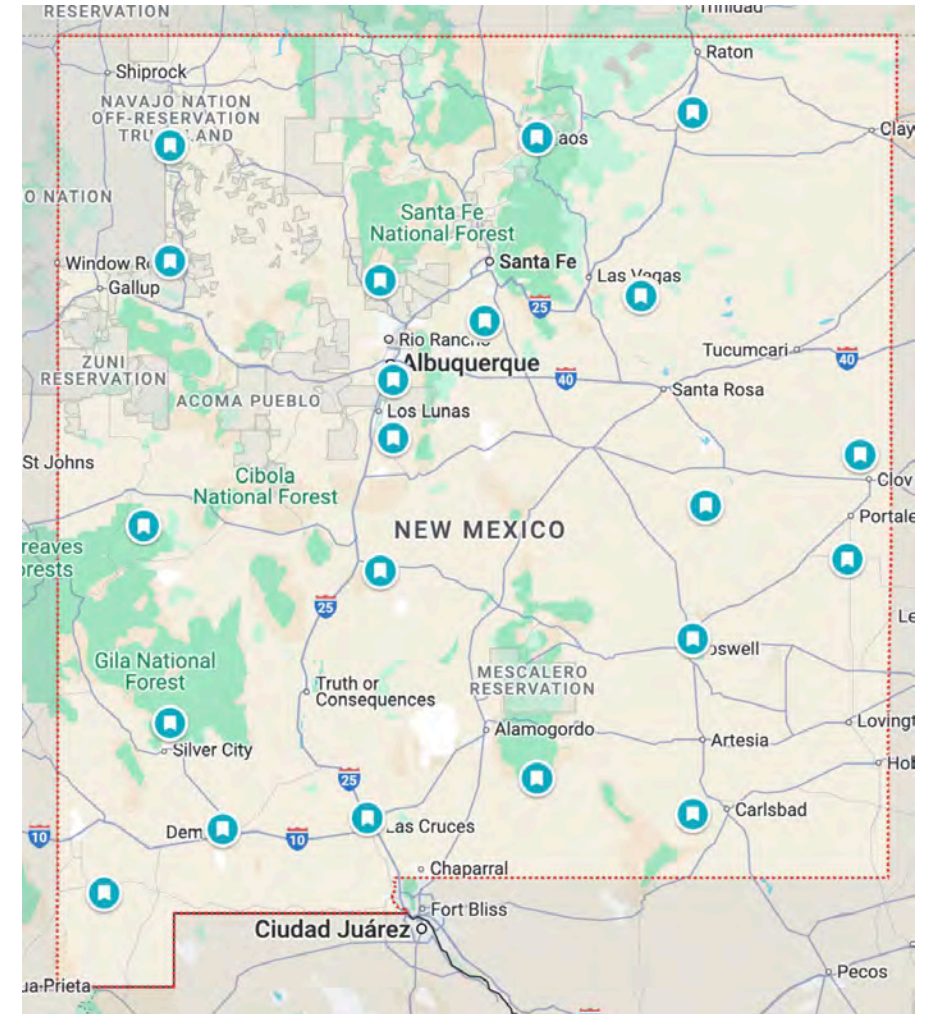 RESERVATION
Trinidad
Raton
Shiprock
NAVAJO NATION
OFF-RESERVATION
Clay
aos
O NATION
Santa Fe
National Forest
Santa Fe
Window R
Las Vegas
Gallup
25
Rio Rancho
Albuquerque
Tucumcari
40
ZUNI
RESERVATION
40
Santa Rosa
ACOMA PUEBLO
Los Lunas
St Johns
Cibola
National Forest
Clov
Portale
NEW MEXICO
reaves
orests
25
Le
oswell
Gila National
Forest
MESCALERO
RESERVATION
Truth or
Consequences
Lovingt
Alamogordo
Artesia
Silver City
Hob
25
Carlsbad
10
Dem
10
Las Cruces
Chaparral
Fort Bliss
Ciudad Juárez
Pecos
ua Prieta